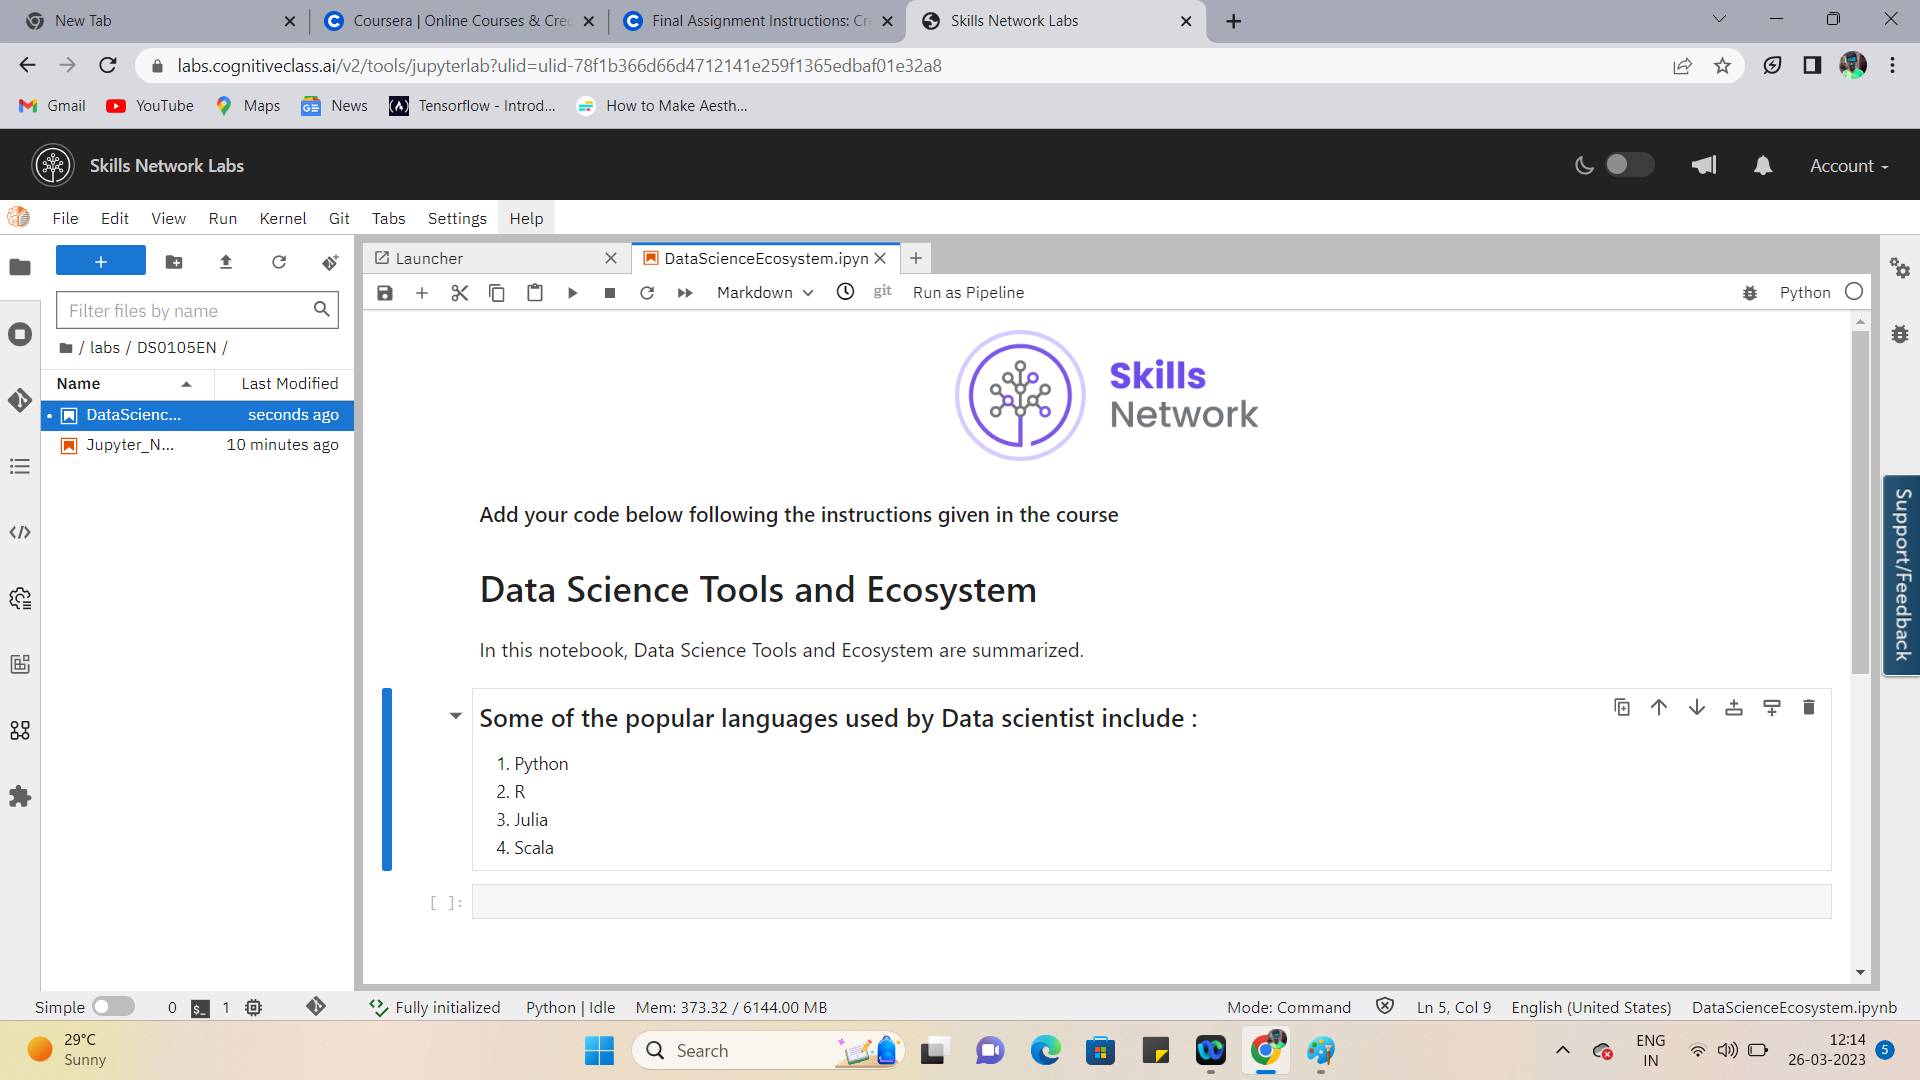 New Tab
Coursera | Online Courses & Cred
Final Assignment Instructions: Cre
Skills Network Labs
labs.cognitiveclass.ai/v2/tools/jupyterlab?ulid=ulid-78f1b366d66d4712141e259f1365edbaf01e32a8
Gmail
YouTube
Maps
News
Tensorflow - Introd...
How to Make Aesth...
Skills Network Labs
Account
File Edit View Run Kernel Git Tabs Settings Help
Launcher
DataScienceEcosystem.ipyn
Filter files by name
/ labs / DS0105EN /
Name
Last Modified
DataScienc...
seconds ago
Jupyter_N...
10 minutes ago
Markdown
git
Run as Pipeline
Python
Skills
Network
Add your code below following the instructions given in the course
Data Science Tools and Ecosystem
In this notebook, Data Science Tools and Ecosystem are summarized.
Some of the popular languages used by Data scientist include :
1. Python
2. R
3. Julia
4. Scala
[ ]:
Support/Feedback
Simple
0
$_
1
Fully initialized
Python | Idle
Mem: 373.32 / 6144.00 MB
Mode: Command
Ln 5, Col 9
English (United States)
DataScienceEcosystem.ipynb
29°C
Sunny
Search
ENG
IN
12:14
26-03-2023
5